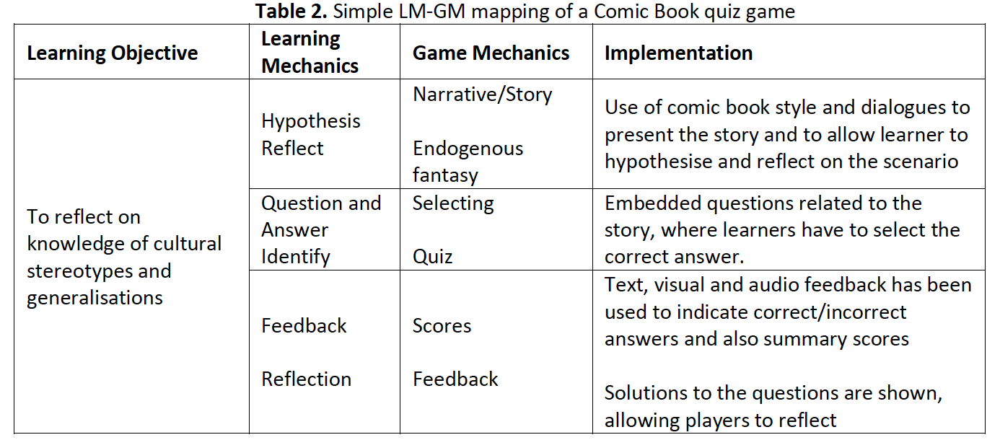 Table 2. Simple LM-GM mapping of a Comic Book quiz game
Learning Objective
Learning
Mechanics
Game Mechanics
Implementation
To reflect on
knowledge of cultural
stereotypes and
generalisations
Hypothesis
Reflect
Narrative/Story
Endogenous
fantasy
Use of comic book style and dialogues to
present the story and to allow learner to
hypothesise and reflect on the scenario
Question and
Answer
Identify
Selecting
Quiz
Embedded questions related to the
story, where learners have to select the
correct answer.
Feedback
Reflection
Scores
Feedback
Text, visual and audio feedback has been
used to indicate correct/incorrect
answers and also summary scores
Solutions to the questions are shown,
allowing players to reflect